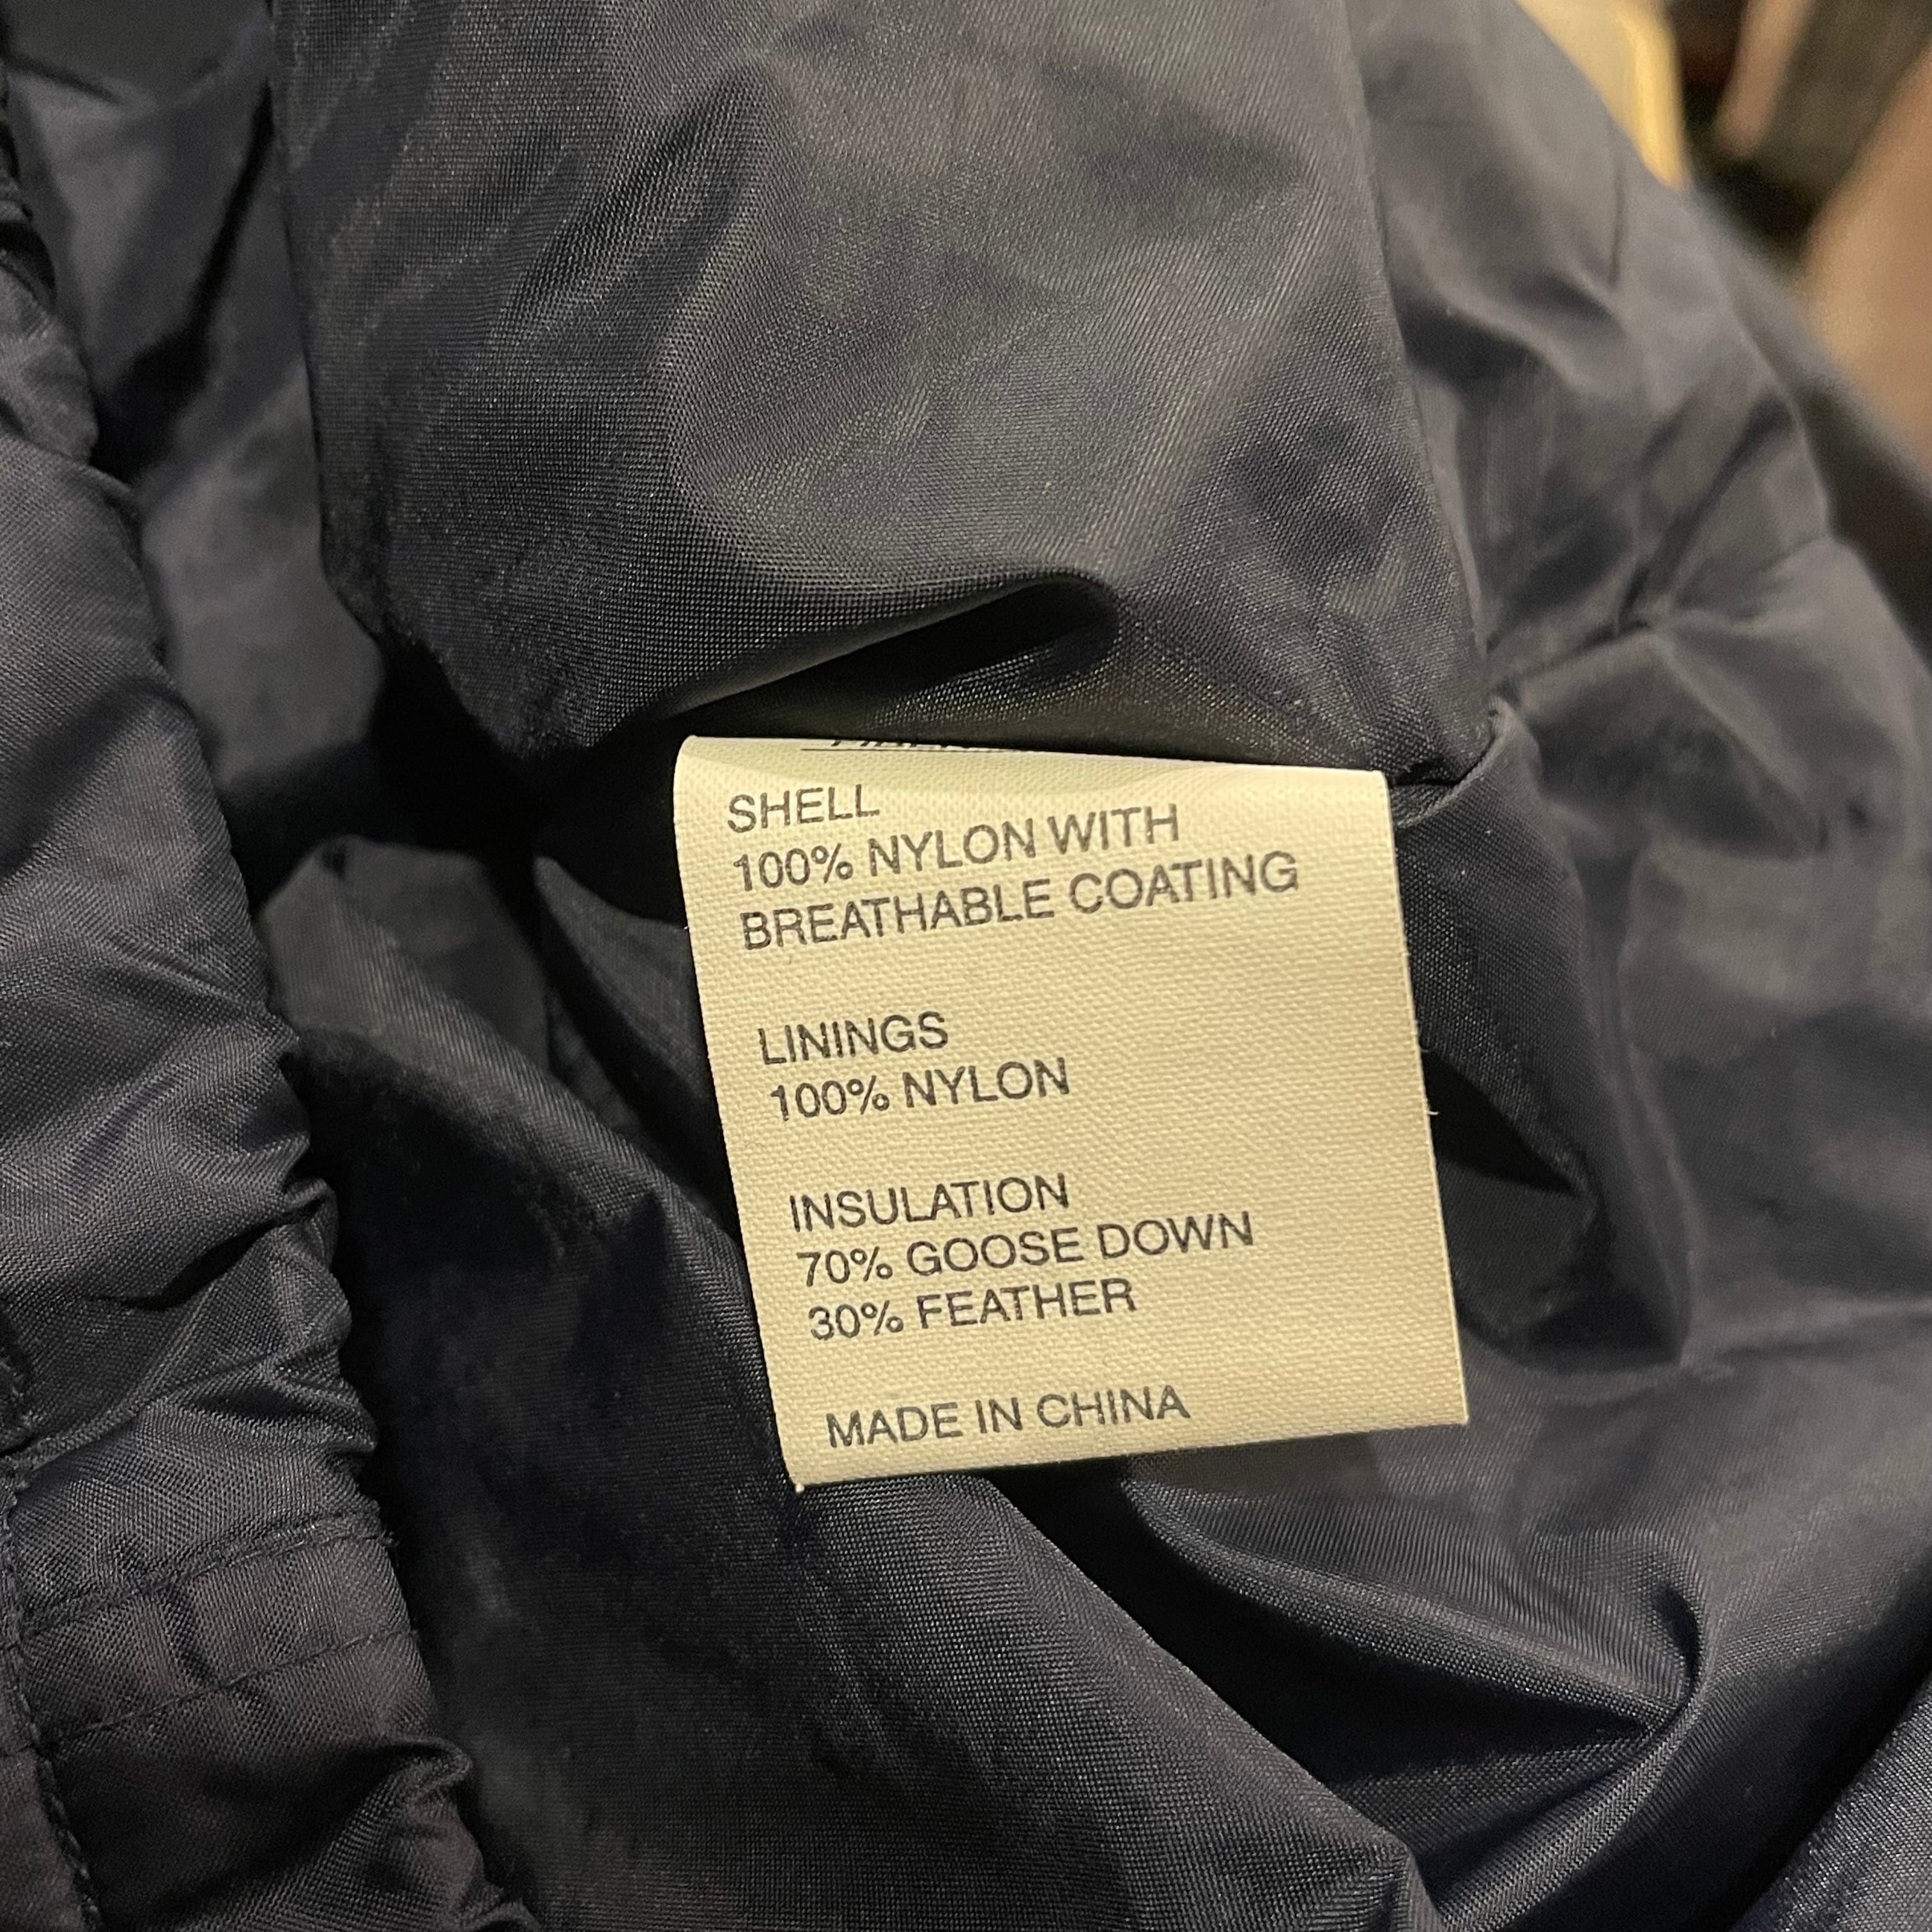 SHELL
100% NYLON WITH
BREATHABLE COATING
LININGS
100% NYLON
INSULATION
70% GOOSE DOWN
30% FEATHER
MADE IN CHINA